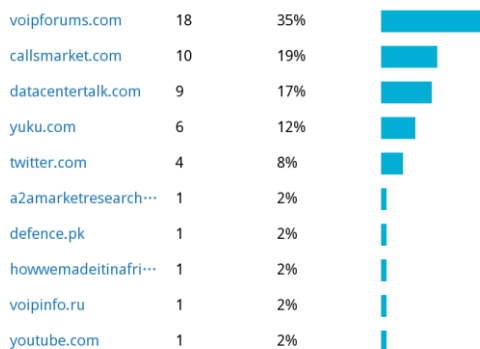 voipforums.com 18 35%
callsmarket.com 10 19%
datacentertalk.com 9 17%
yuku.com 6 12%
twitter.com 4 8%
a2amarketresearch··· 1 2%
defence.pk 1 2%
howwemadeitinafri··· 1 2%
voipinfo.ru 1 2%
youtube.com 1 2%